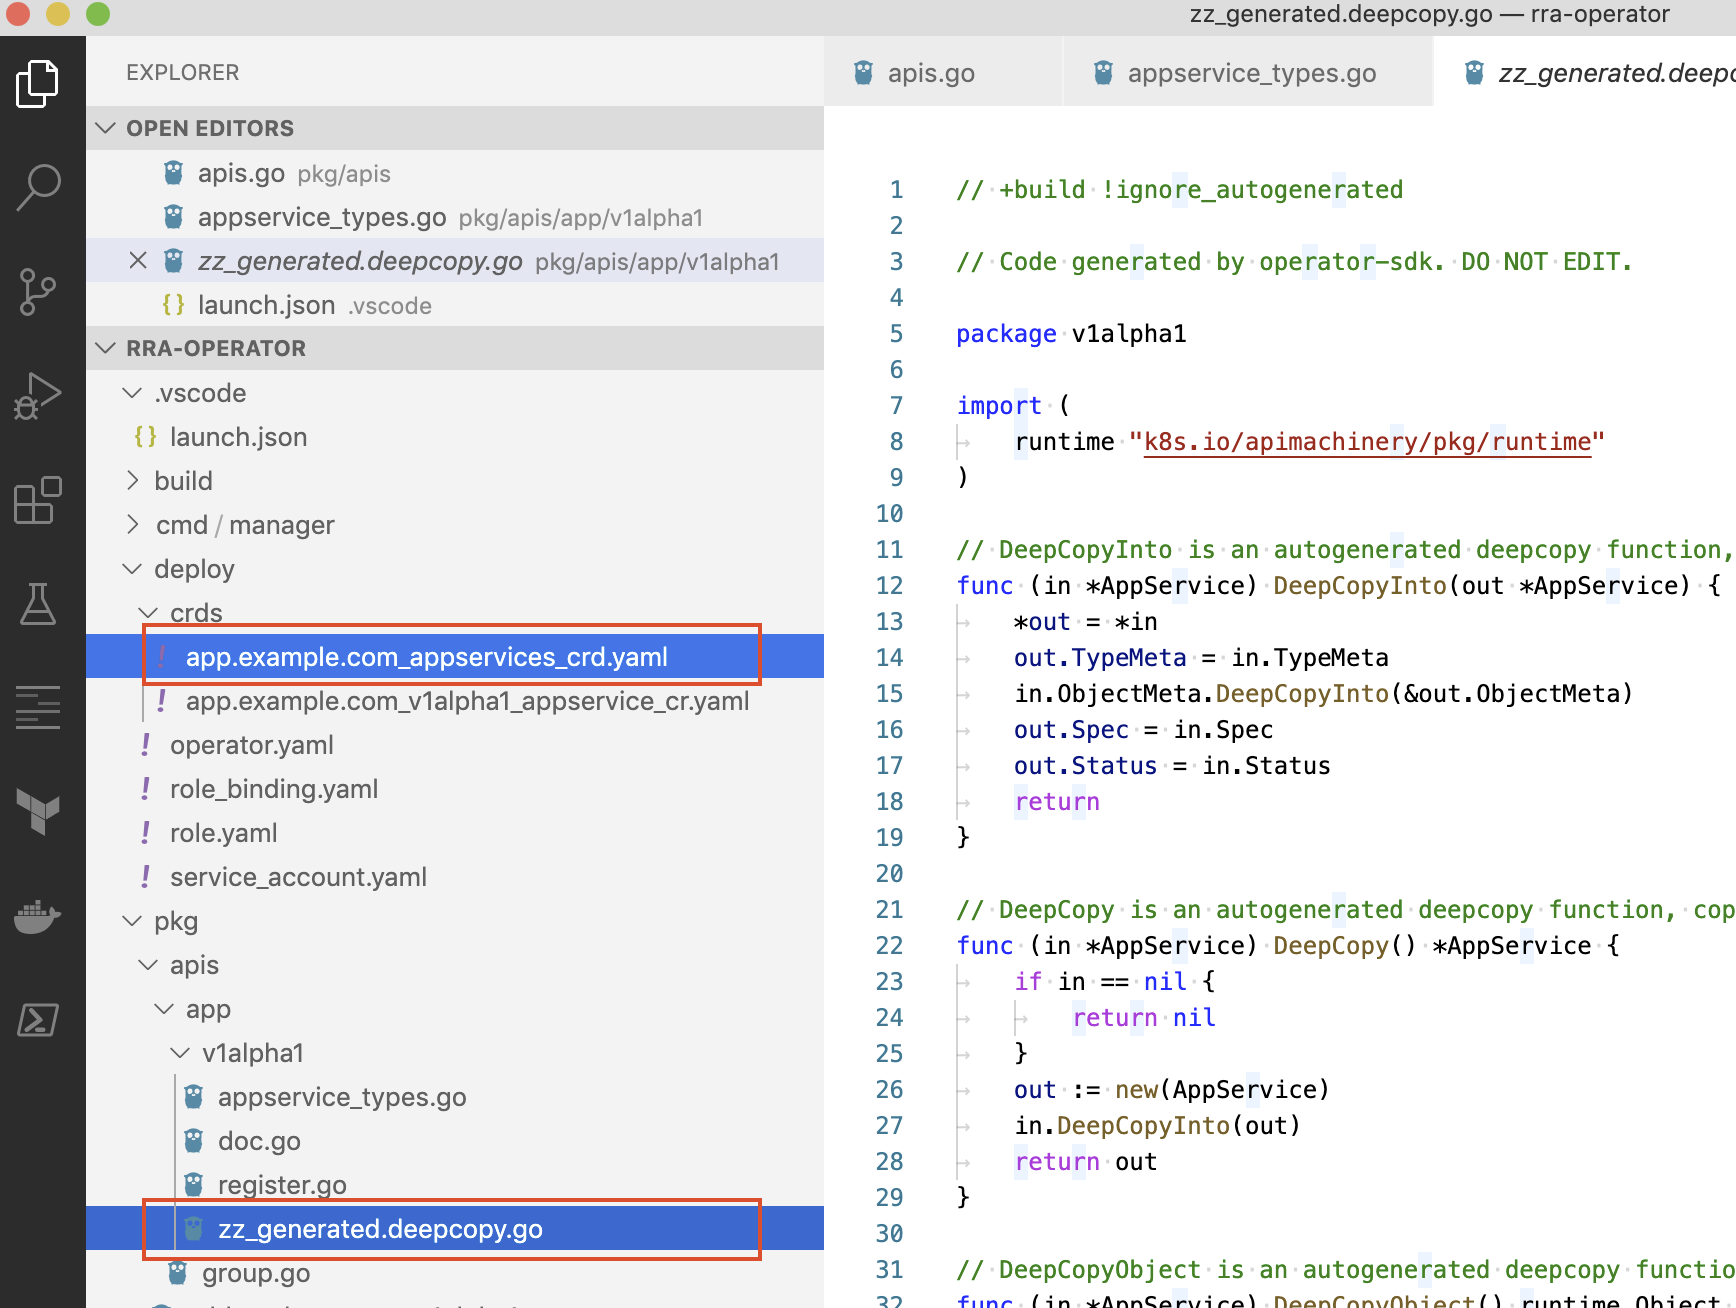 zz_generated.deepcopy.go — rra-operator
EXPLORER
OPEN EDITORS
apis.go pkg/apis
appservice_types.go pkg/apis/app/v1alpha1
zz_generated.deepcopy.go pkg/apis/app/v1alpha1
{} launch.json .vscode
RRA-OPERATOR
.vscode
{} launch.json
build
cmd / manager
deploy
crds
! app.example.com_appservices_crd.yaml
! app.example.com_v1alpha1_appservice_cr.yaml
! operator.yaml
! role_binding.yaml
! role.yaml
! service_account.yaml
pkg
apis
app
v1alpha1
appservice_types.go
doc.go
register.go
zz_generated.deepcopy.go
group.go
apis.go
appservice_types.go
zz_generated.deepc
1 // +build !ignore_autogenerated
2
3 // Code generated by operator-sdk. DO NOT EDIT.
4
5 package v1alpha1
6
7 import (
8 runtime "k8s.io/apimachinery/pkg/runtime"
9 )
10
11 // DeepCopyInto is an autogenerated deepcopy function,
12 func (in *AppService) DeepCopyInto(out *AppService) {
13 *out = *in
14 out.TypeMeta = in.TypeMeta
15 in.ObjectMeta.DeepCopyInto(&out.ObjectMeta)
16 out.Spec = in.Spec
17 out.Status = in.Status
18 return
19 }
20
21 // DeepCopy is an autogenerated deepcopy function, cop
22 func (in *AppService) DeepCopy() *AppService {
23 if in == nil {
24 return nil
25 }
26 out := new(AppService)
27 in.DeepCopyInto(out)
28 return out
29 }
30
31 // DeepCopyObject is an autogenerated deepcopy functio
32 func (in *AppService) DeepCopyObject() runtime.Object